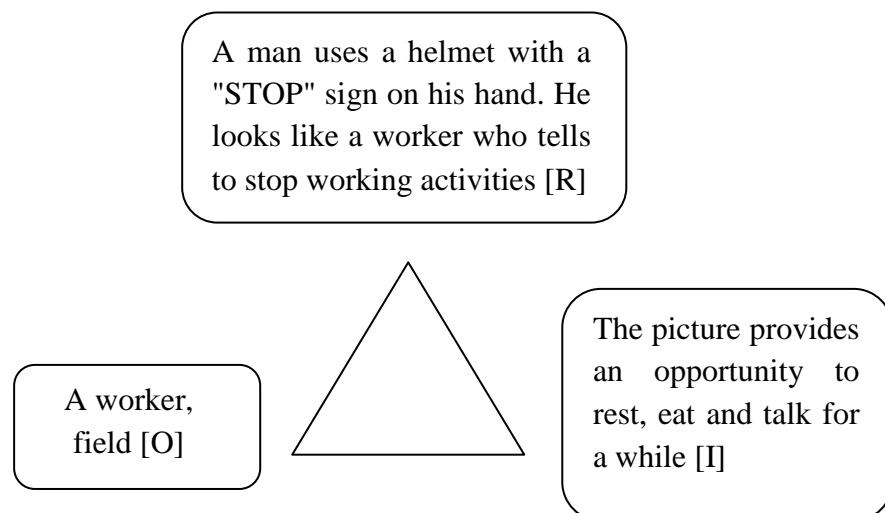 A man uses a helmet with a
"STOP" sign on his hand. He
looks like a worker who tells
to stop working activities [R]
A worker,
field [O]
The picture provides
an opportunity to
rest, eat and talk for
a while [I]